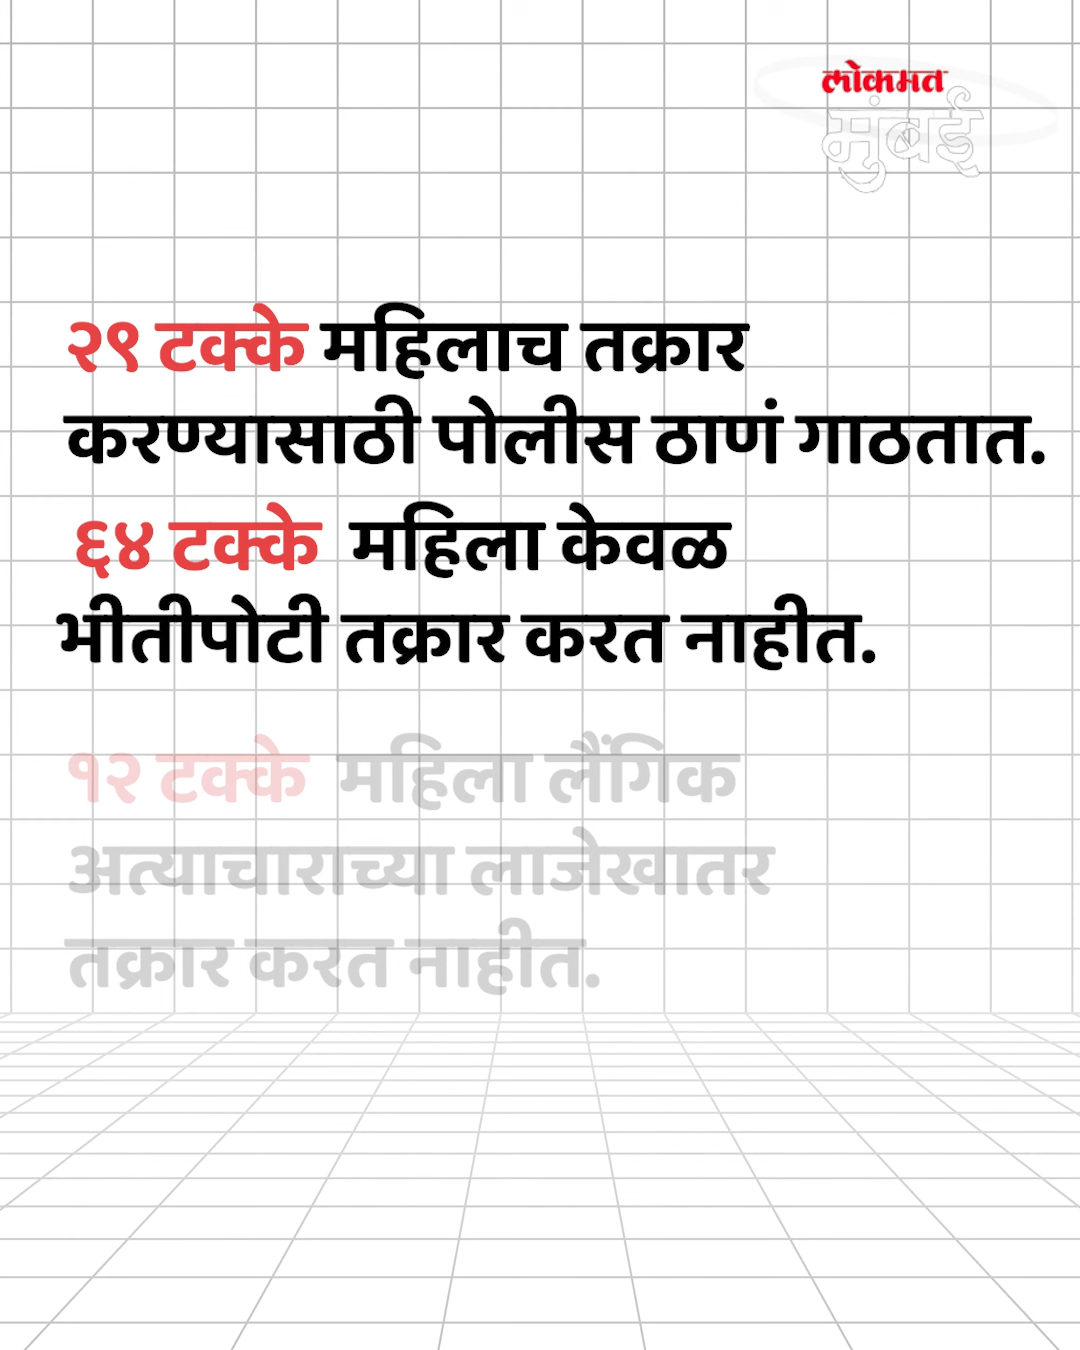 लोकमत
मुंबई
२९ टक्के महिलाच तक्रार
करण्यासाठी पोलीस ठाणं गाठतात.
६४ टक्के महिला केवळ
भीतीपोटी तक्रार करत नाहीत.
१२ टक्के महिला लैंगिक
अत्याचाराच्या लाजेखातर
तक्रार करत नाहीत.